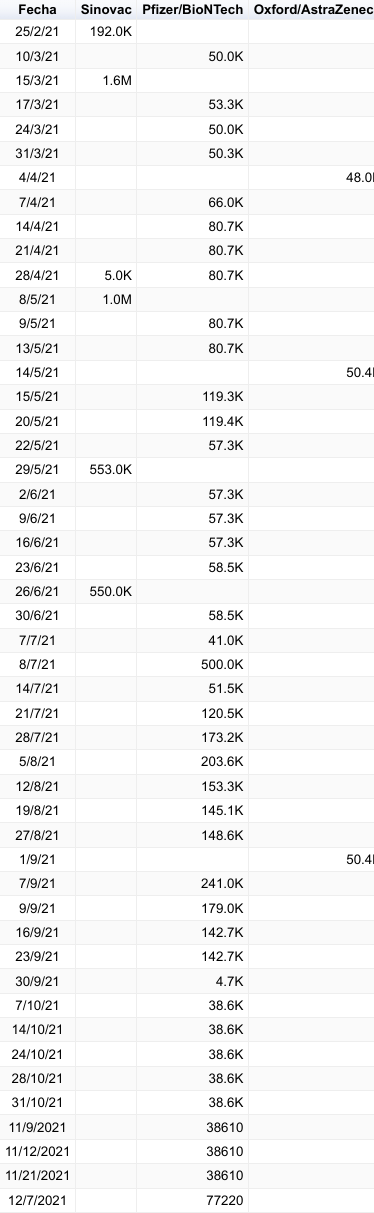 Fecha Sinovac Pfizer/BioNTech Oxford/AstraZenec
25/2/21 192.0K
10/3/21 50.0K
15/3/21 1.6M
17/3/21 53.3K
24/3/21 50.0K
31/3/21 50.3K
4/4/21 48.0
7/4/21 66.0K
14/4/21 80.7K
21/4/21 80.7K
28/4/21 5.0K 80.7K
8/5/21 1.0M
9/5/21 80.7K
13/5/21 80.7K
14/5/21 50.4
15/5/21 119.3K
20/5/21 119.4K
22/5/21 57.3K
29/5/21 553.0K
2/6/21 57.3K
9/6/21 57.3K
16/6/21 57.3K
23/6/21 58.5K
26/6/21 550.0K
30/6/21 58.5K
7/7/21 41.0K
8/7/21 500.0K
14/7/21 51.5K
21/7/21 120.5K
28/7/21 173.2K
5/8/21 203.6K
12/8/21 153.3K
19/8/21 145.1K
27/8/21 148.6K
1/9/21 50.4
7/9/21 241.0K
9/9/21 179.0K
16/9/21 142.7K
23/9/21 142.7K
30/9/21 4.7K
7/10/21 38.6K
14/10/21 38.6K
24/10/21 38.6K
28/10/21 38.6K
31/10/21 38.6K
11/9/2021 38610
11/12/2021 38610
11/21/2021 38610
12/7/2021 77220